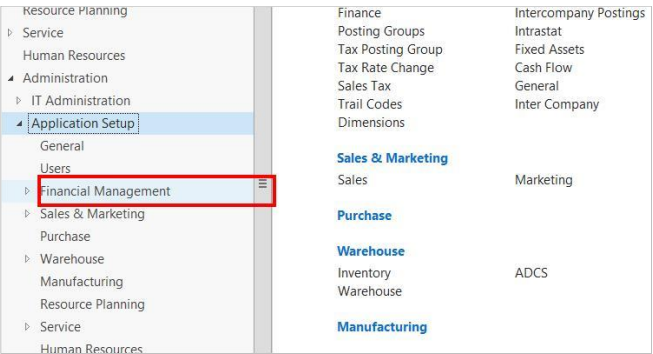 Resource Planning
Service
Human Resources
Administration
IT Administration
Application Setup
General
Users
Financial Management
Sales & Marketing
Purchase
Warehouse
Manufacturing
Resource Planning
Service
Human Resources
Finance Intercompany Postings
Posting Groups Intrastat
Tax Posting Group Fixed Assets
Tax Rate Change Cash Flow
Sales Tax General
Trail Codes Inter Company
Dimensions
Sales & Marketing
Sales Marketing
Purchase
Warehouse
Inventory ADCS
Warehouse
Manufacturing